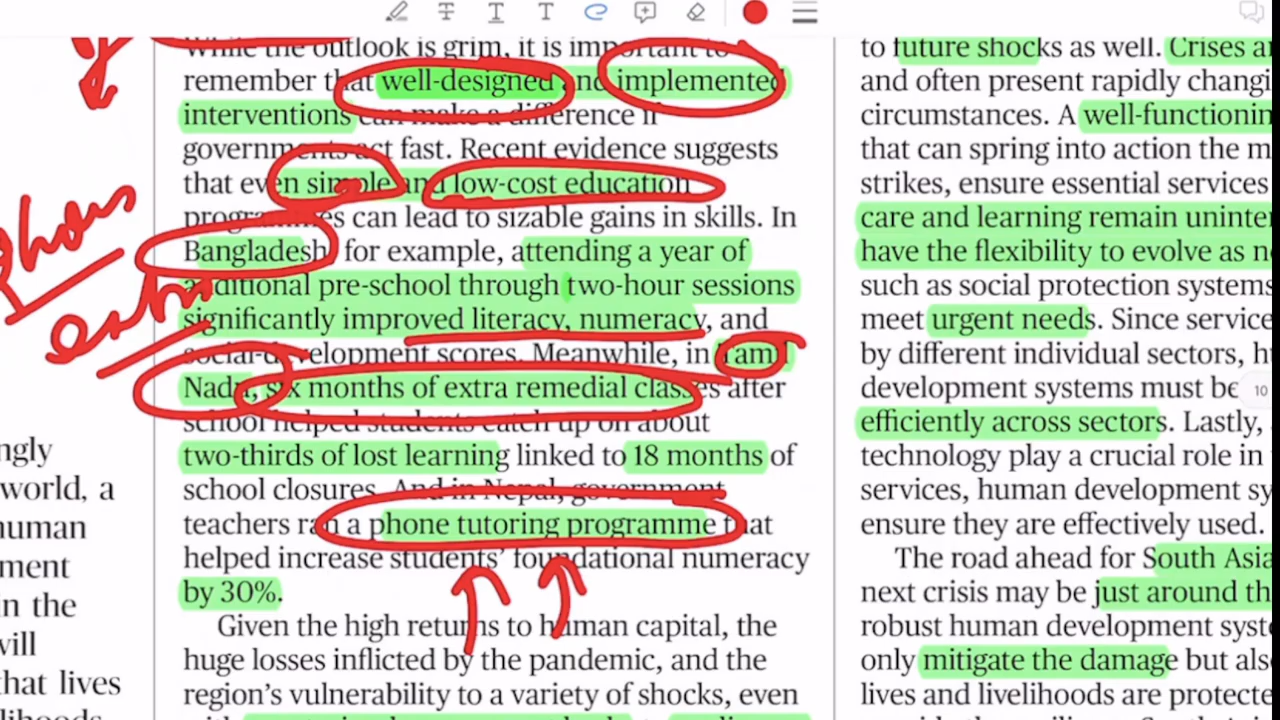 ngly
world, a
human
ment
in the
will
that lives
While the outlook is grim, it is important to
remember that well-designed and implemented
interventions can make a difference if
governments act fast. Recent evidence suggests
that even simple and low-cost education
programmes can lead to sizable gains in skills. In
Bangladesh, for example, attending a year of
additional pre-school through two-hour sessions
significantly improved literacy, numeracy, and
social-development scores. Meanwhile, in Tamil
Nadu, six months of extra remedial classes after
school helped students catch up on about
two-thirds of lost learning linked to 18 months of
school closures. And in Nepal, government
teachers ran a phone tutoring programme that
helped increase students' foundational numeracy
by 30%.
Given the high returns to human capital, the
huge losses inflicted by the pandemic, and the
region's vulnerability to a variety of shocks, even
to future shocks as well. Crises ar
and often present rapidly changi
circumstances. A well-functionin
that can spring into action the m
strikes, ensure essential services
care and learning remain uninter
have the flexibility to evolve as n
such as social protection systems
meet urgent needs. Since service
by different individual sectors, hu
development systems must be
efficiently across sectors. Lastly,
technology play a crucial role in
services, human development sy
ensure they are effectively used.
The road ahead for South Asia
next crisis may be just around th
robust human development syste
only mitigate the damage but also
lives and livelihoods are protecte
10